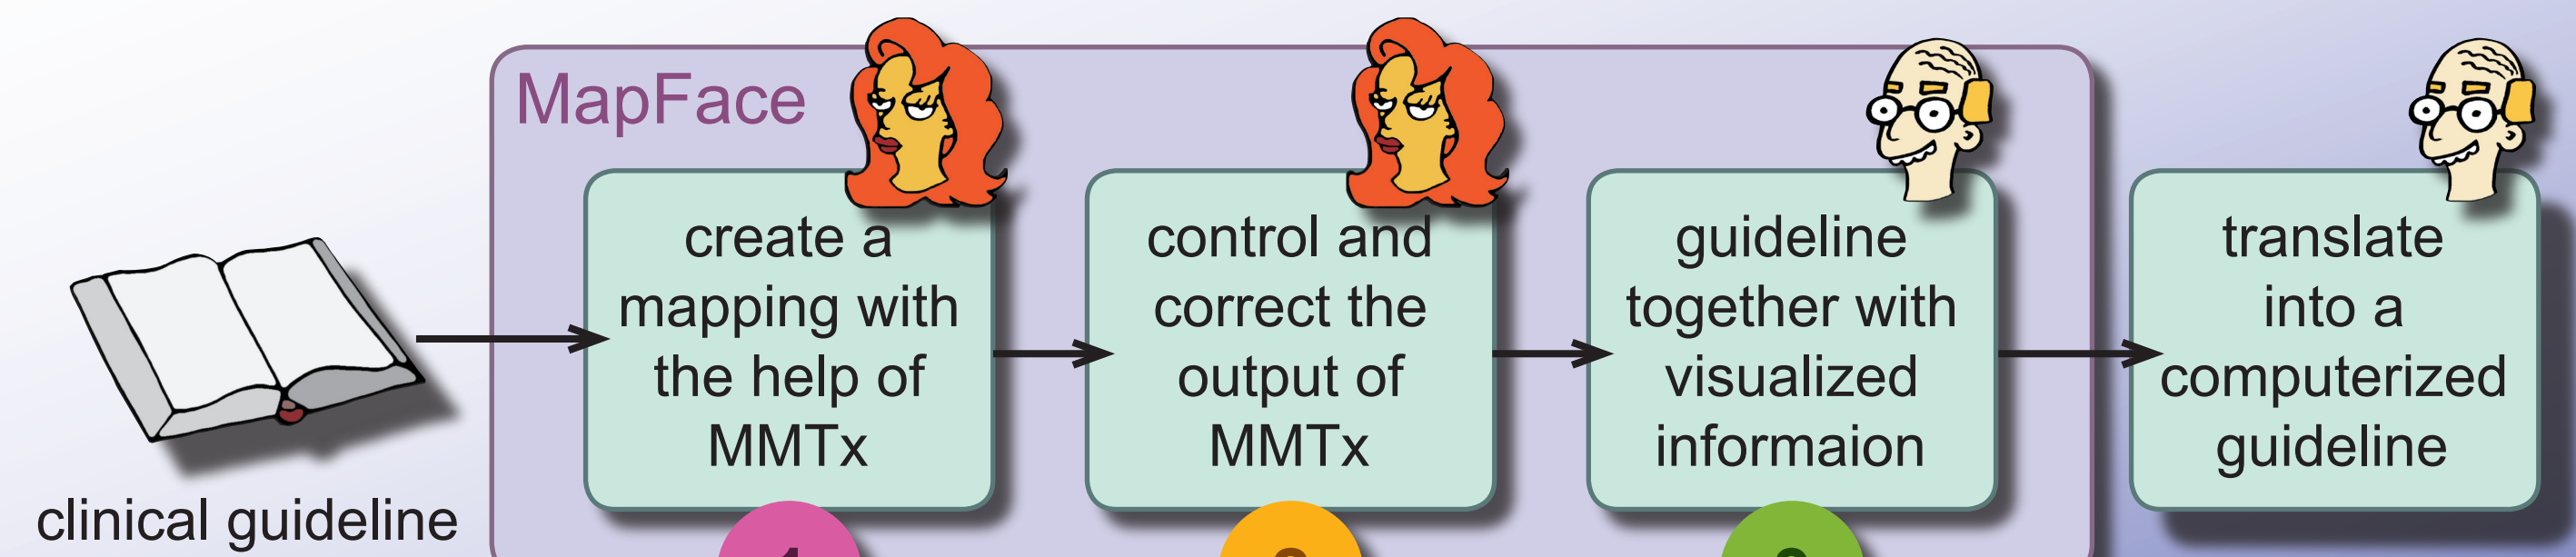 MapFace
create a
mapping with
the help of
MMTx
control and
correct the
output of
MMTx
guideline
together with
visualized
informaion
translate
into a
computerized
guideline
clinical guideline
1